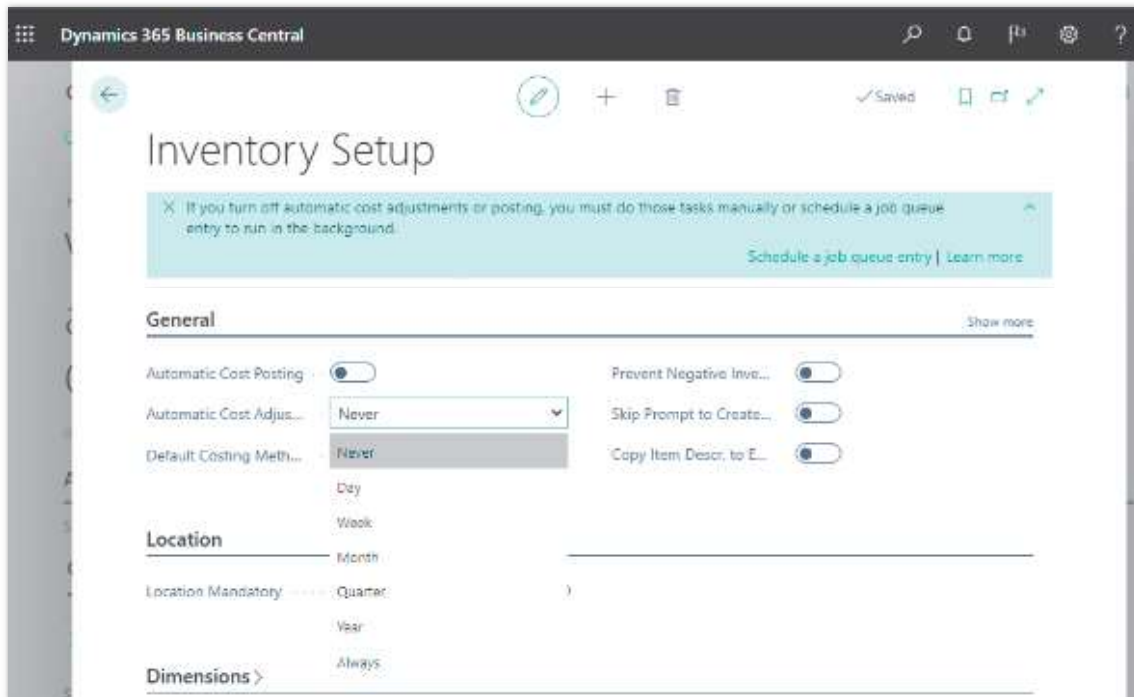 Dynamics 365 Business Central
Saved
Inventory Setup
If you turn off automatic cost adjustments or posting, you must do those tasks manually or schedule a job queue
entry to run in the background.
Schedule a job queue entry | Learn more
General
Show more
Automatic Cost Posting
Prevent Negative Inve...
Automatic Cost Adjus...
Never
Skip Prompt to Create...
Default Costing Meth...
Never
Copy Item Descr. to E...
Day
Week
Location
Month
Location Mandatory
Quarter
Year
Always
Dimensions